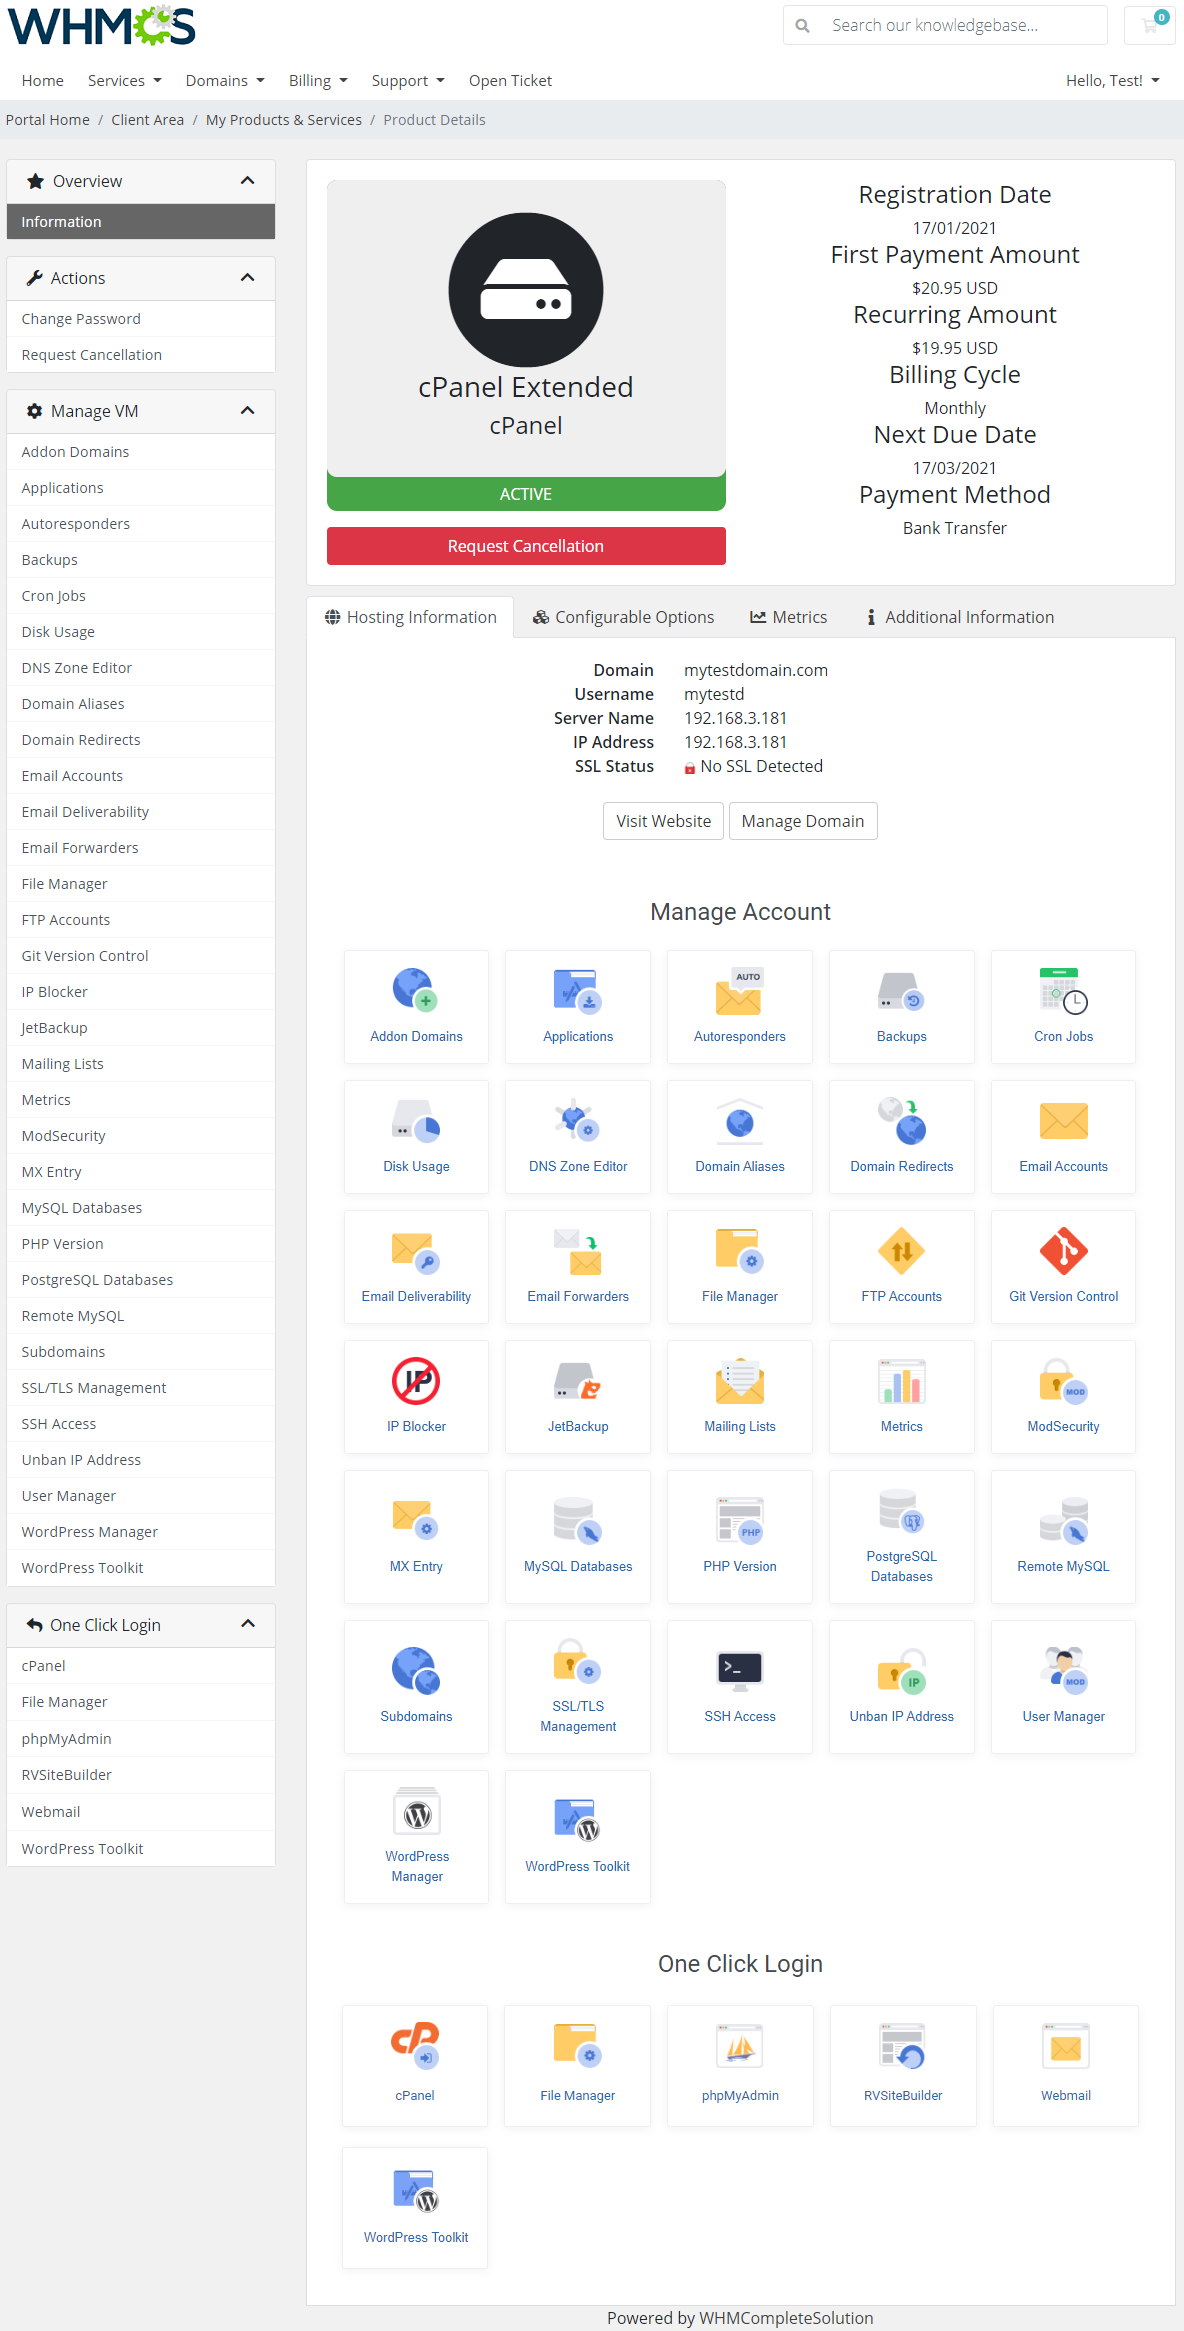 WHMCS
Search our knowledgebase...
0
Home
Services
Domains
Billing
Support
Open Ticket
Hello, Test!
Portal Home / Client Area / My Products & Services / Product Details
Overview
Information
Actions
Change Password
Request Cancellation
Manage VM
Addon Domains
Applications
Autoresponders
Backups
Cron Jobs
Disk Usage
DNS Zone Editor
Domain Aliases
Domain Redirects
Email Accounts
Email Deliverability
Email Forwarders
File Manager
FTP Accounts
Git Version Control
IP Blocker
JetBackup
Mailing Lists
Metrics
ModSecurity
MX Entry
MySQL Databases
PHP Version
PostgreSQL Databases
Remote MySQL
Subdomains
SSL/TLS Management
SSH Access
Unban IP Address
User Manager
WordPress Manager
WordPress Toolkit
One Click Login
cPanel
File Manager
phpMyAdmin
RVSiteBuilder
Webmail
WordPress Toolkit
cPanel Extended
cPanel
ACTIVE
Request Cancellation
Registration Date
17/01/2021
First Payment Amount
$20.95 USD
Recurring Amount
$19.95 USD
Billing Cycle
Monthly
Next Due Date
17/03/2021
Payment Method
Bank Transfer
Hosting Information
Configurable Options
Metrics
Additional Information
Domain mytestdomain.com
Username mytestd
Server Name 192.168.3.181
IP Address 192.168.3.181
SSL Status No SSL Detected
Visit Website
Manage Domain
Manage Account
Addon Domains
Applications
AUTO
Autoresponders
Backups
Cron Jobs
Disk Usage
DNS Zone Editor
Domain Aliases
Domain Redirects
Email Accounts
Email Deliverability
Email Forwarders
File Manager
FTP Accounts
Git Version Control
IP
IP Blocker
JetBackup
Mailing Lists
Metrics
MOD
ModSecurity
MX Entry
MySQL Databases
PHP
PHP Version
PostgreSQL
Databases
Remote MySQL
Subdomains
SSL/TLS
Management
>_
SSH Access
IP
Unban IP Address
MOD
User Manager
WordPress
Manager
WordPress Toolkit
One Click Login
cP
cPanel
File Manager
phpMyAdmin
RVSiteBuilder
Webmail
WordPress Toolkit
Powered by WHMCompleteSolution